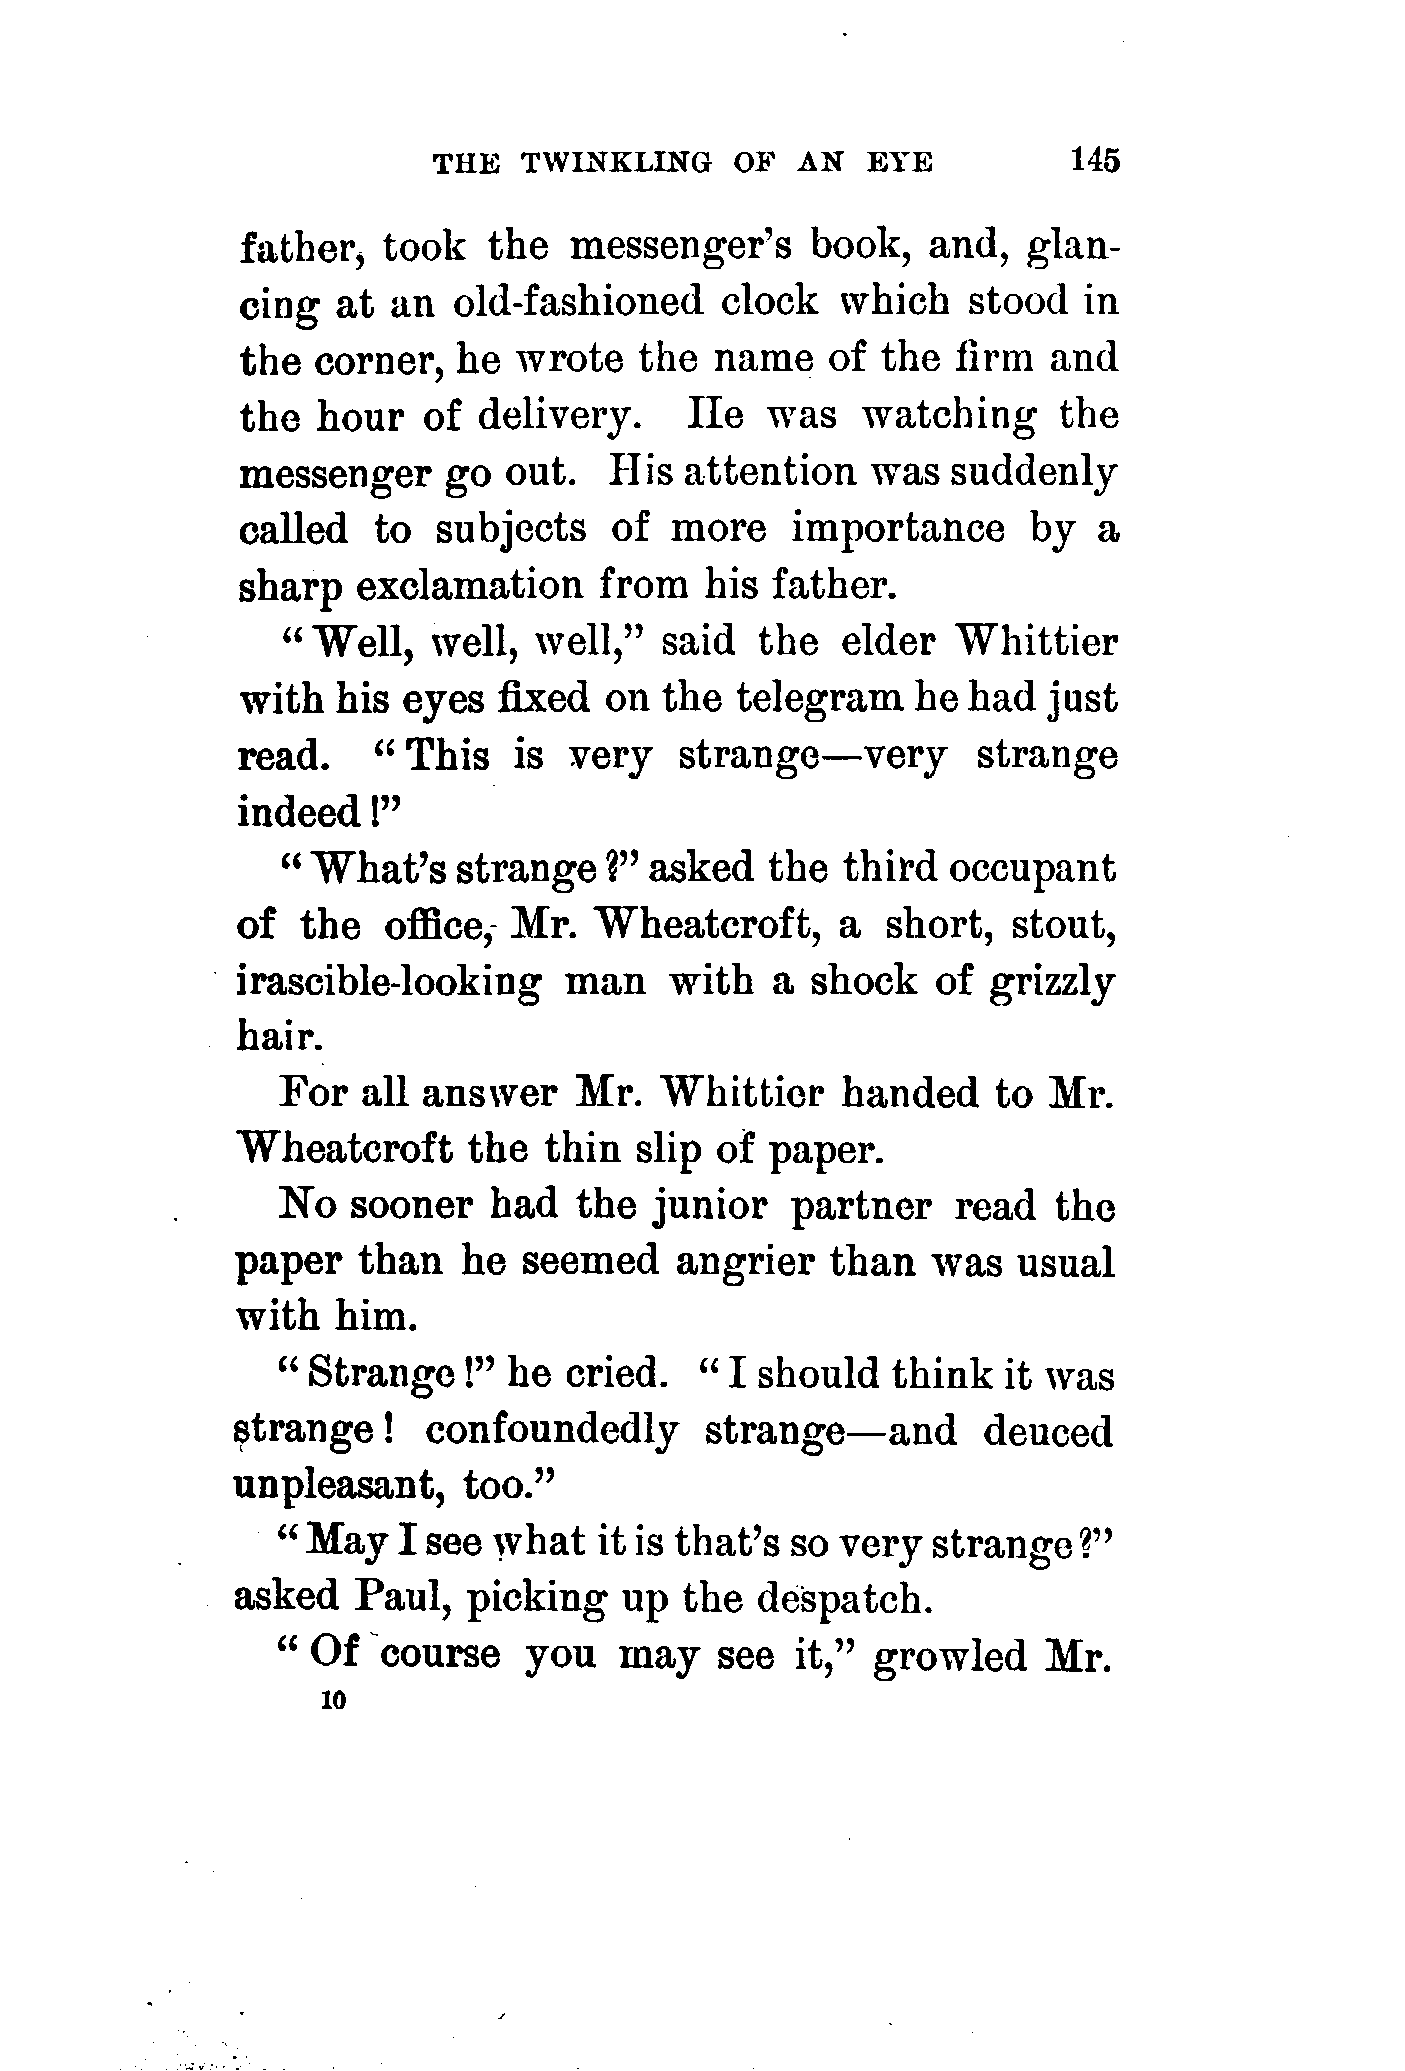 THE TWINKLING OF AN EYE 145
father, took the messenger's book, and, glan-
cing at an old-fashioned clock which stood in
the corner, he wrote the name of the firm and
the hour of delivery. He was watching the
messenger go out. His attention was suddenly
called to subjects of more importance by a
sharp exclamation from his father.
“Well, well, well,” said the elder Whittier
with his eyes fixed on the telegram he had just
read. “This is very strange—very strange
indeed!”
“What's strange?” asked the third occupant
of the office, Mr. Wheatcroft, a short, stout,
irascible-looking man with a shock of grizzly
hair.
For all answer Mr. Whittier handed to Mr.
Wheatcroft the thin slip of paper.
No sooner had the junior partner read the
paper than he seemed angrier than was usual
with him.
“Strange!” he cried. “I should think it was
strange! confoundedly strange—and deuced
unpleasant, too.”
“May I see what it is that's so very strange?”
asked Paul, picking up the despatch.
“Of course you may see it,” growled Mr.
10